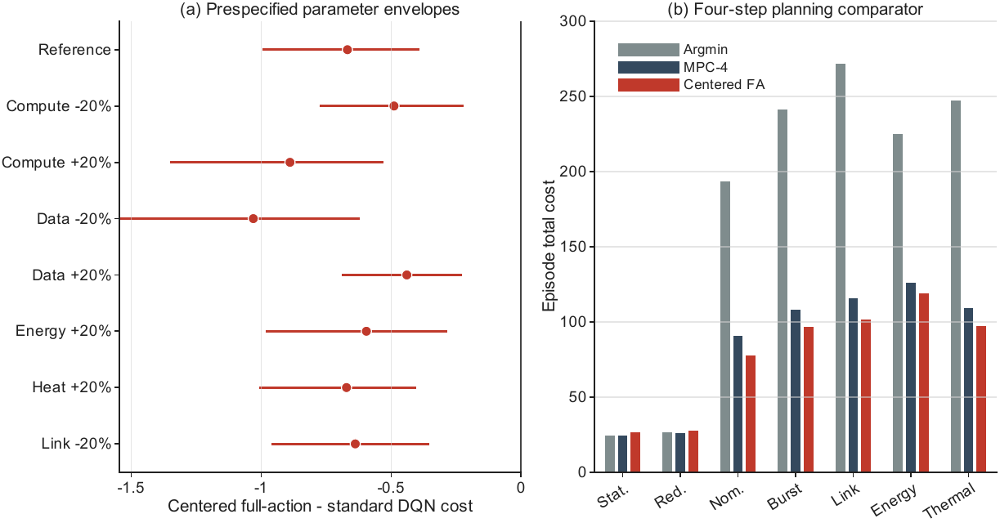 (a) Prespecified parameter envelopes
Reference
Compute -20%
Compute +20%
Data -20%
Data +20%
Energy +20%
Heat +20%
Link -20%
-1.5
-1
-0.5
0
Centered full-action - standard DQN cost
(b) Four-step planning comparator
Argmin
MPC-4
Centered FA
Episode total cost
300
250
200
150
100
50
0
Stat.
Red.
Nom.
Burst
Link
Energy
Thermal